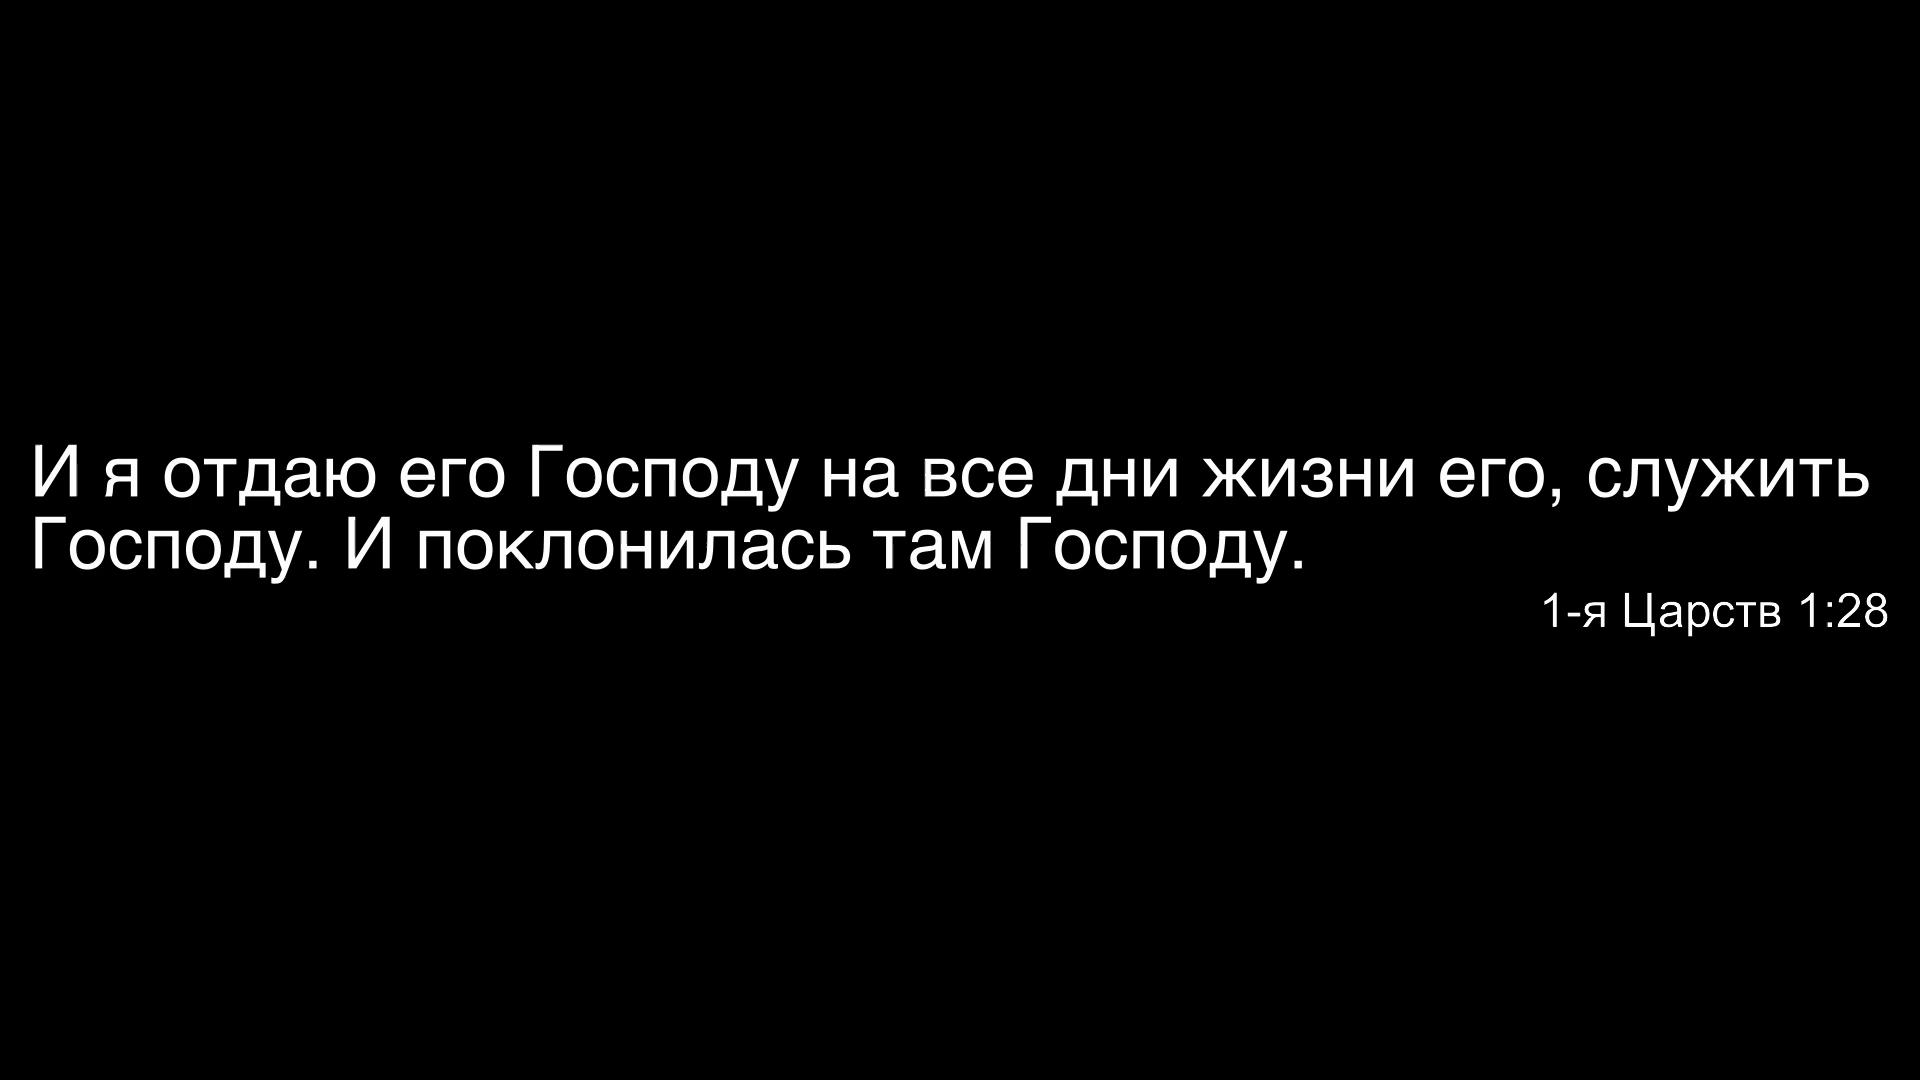 И я отдаю его Господу на все дни жизни его, служить
Господу. И поклонилась там Господу.
1-я Царств 1:28